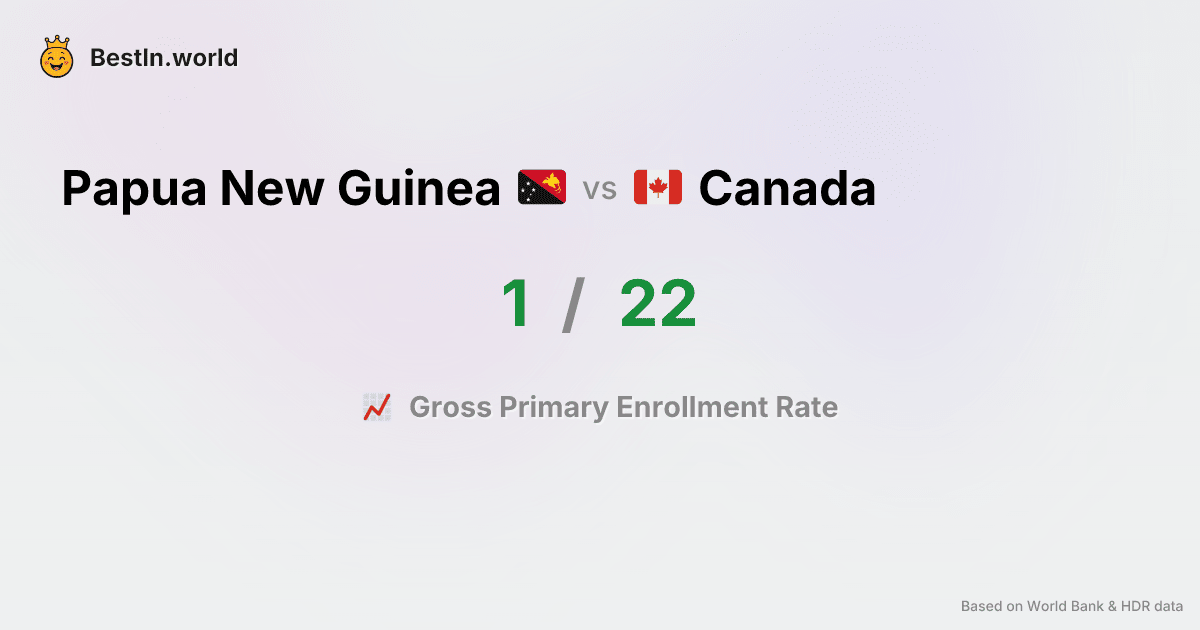 BestIn.world
Papua New Guinea vs Canada
1 / 22
Gross Primary Enrollment Rate
Based on World Bank & HDR data